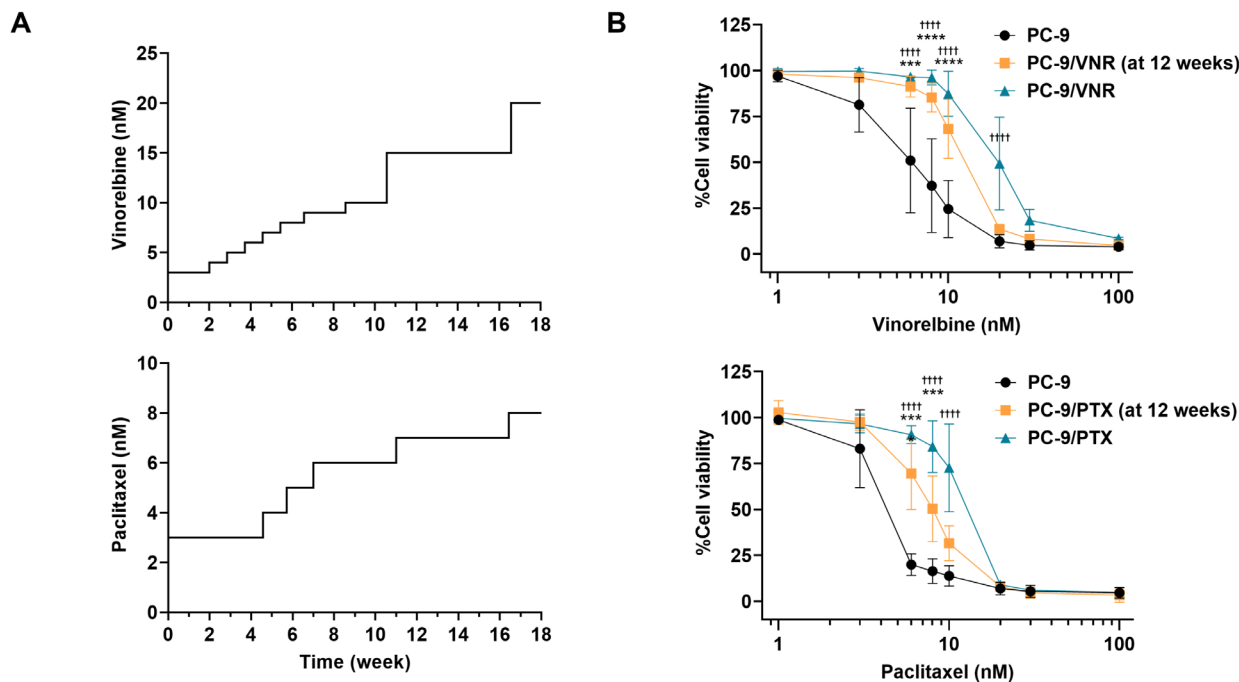 A
25
20
15
10
5
0
Vinorelbine (nM)
0 2 4 6 8 10 12 14 16 18
10
8
6
4
2
0
Paclitaxel (nM)
0 2 4 6 8 10 12 14 16 18
Time (week)
B
125
100
75
50
25
0
%Cell viability
††††
****
††††
***
††††
****
††††
PC-9
PC-9/VNR (at 12 weeks)
PC-9/VNR
1 10 100
Vinorelbine (nM)
125
100
75
50
25
0
%Cell viability
††††
***
††††
***
*
††††
PC-9
PC-9/PTX (at 12 weeks)
PC-9/PTX
1 10 100
Paclitaxel (nM)